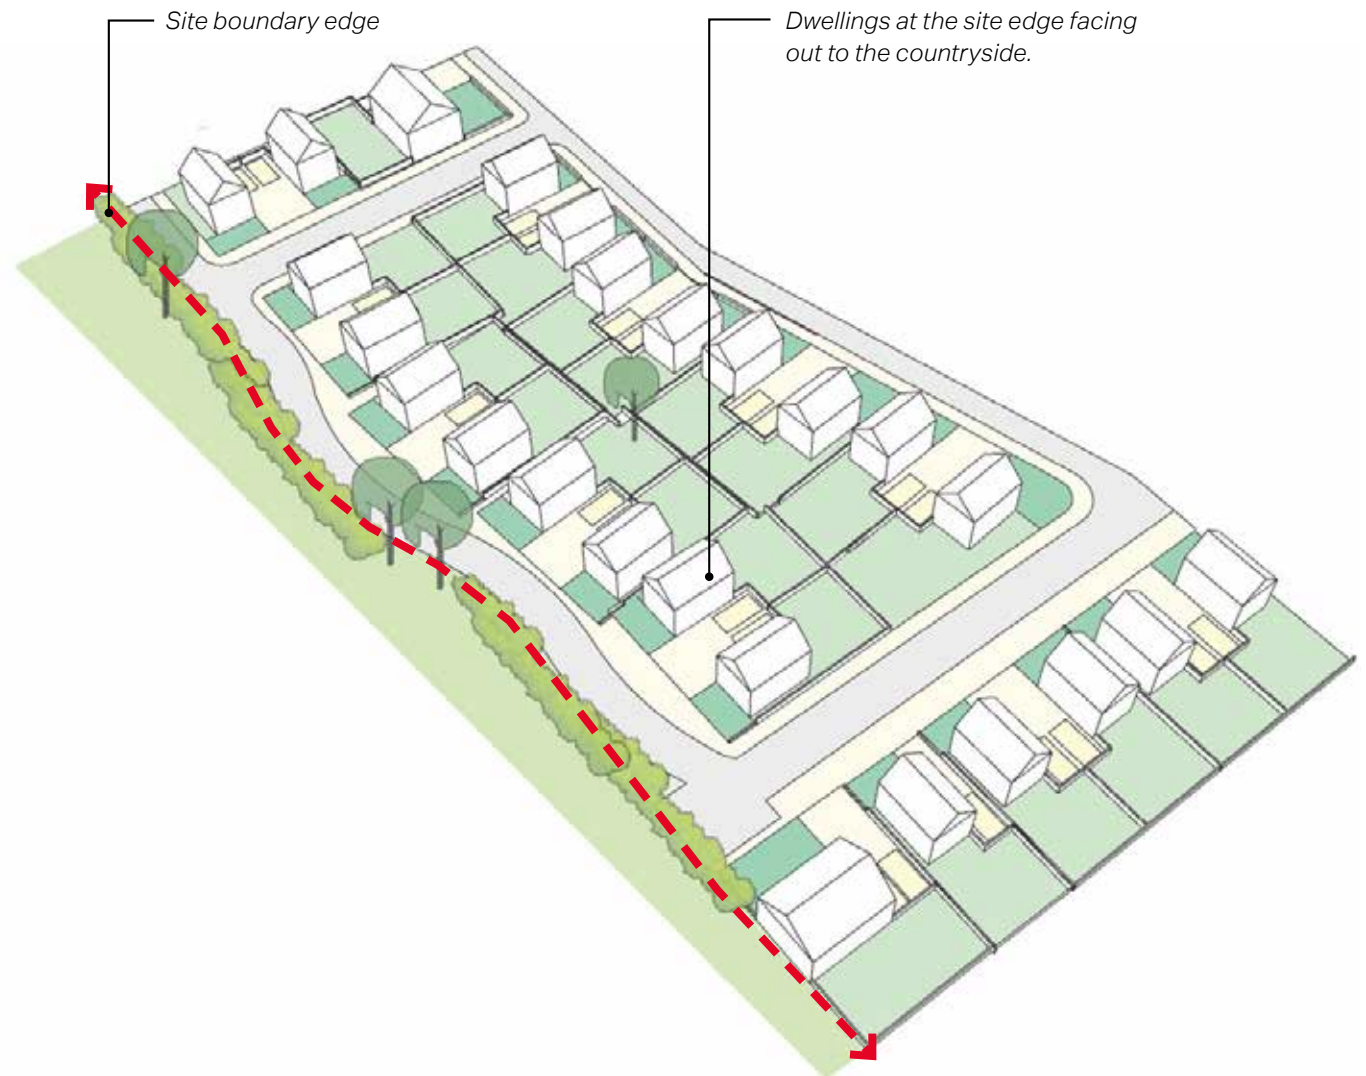 Site boundary edge
Dwellings at the site edge facing
out to the countryside.